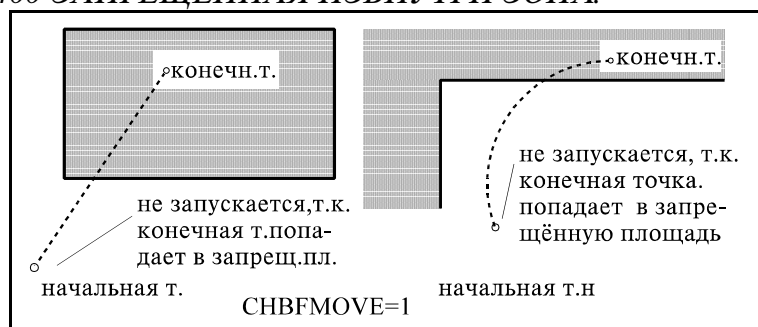 конечн.т.
не запускается,т.к.
конечная т.попа-
дает в запрещ.пл.
начальная т.
конечн.т.
не запускается, т.к.
конечная точка.
попадает в запре-
щённую площадь
начальная т.н
CHBFMOVE=1